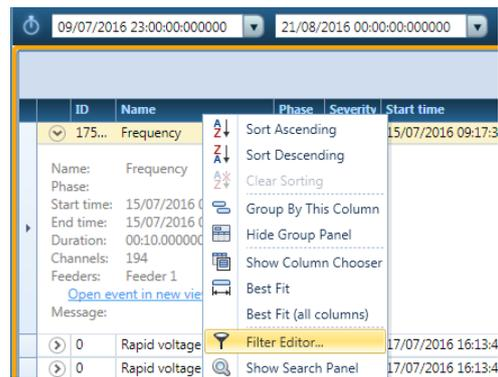 09/07/2016 23:00:00:000000 21/08/2016 00:00:00:000000
ID Name Phase Severity Start time
175... Frequency 15/07/2016 09:17:3
Name: Frequency
Phase:
Start time: 15/07/2016
End time: 15/07/2016
Duration: 00:10.000000
Channels: 194
Feeders: Feeder 1
Open event in new
Message:
0 Rapid voltage 17/07/2016 16:13:4
0 Rapid voltage 17/07/2016 16:13:4
Sort Ascending
Sort Descending
Clear Sorting
Group By This Column
Hide Group Panel
Show Column Chooser
Best Fit
Best Fit (all columns)
Filter Editor...
Show Search Panel